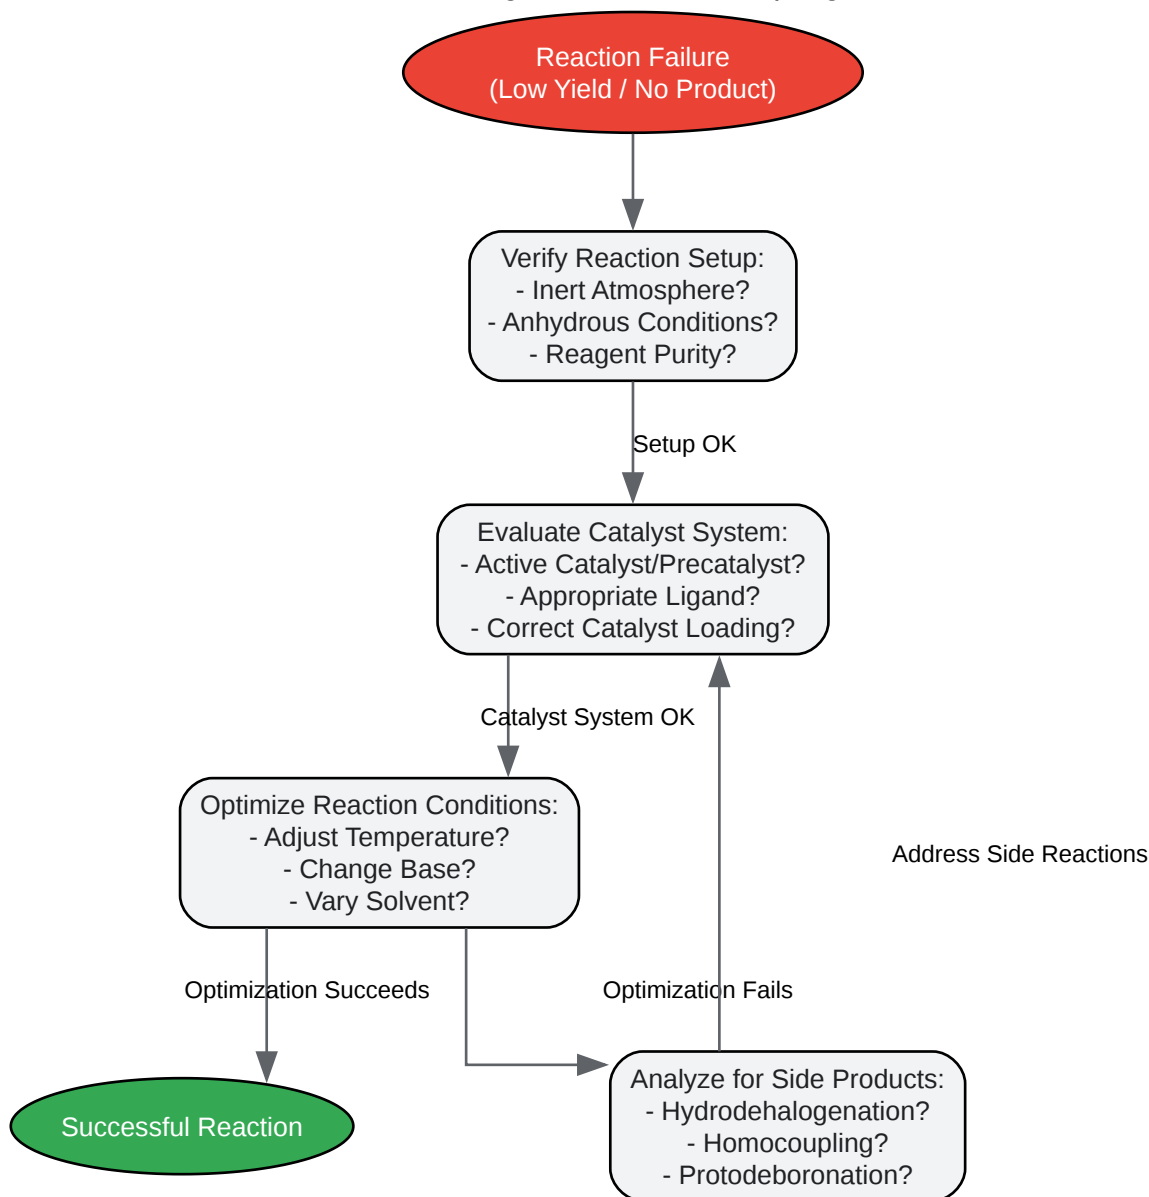 Reaction Failure
(Low Yield / No Product)
Verify Reaction Setup:
- Inert Atmosphere?
- Anhydrous Conditions?
- Reagent Purity?
Setup OK
Evaluate Catalyst System:
- Active Catalyst/Precatalyst?
- Appropriate Ligand?
- Correct Catalyst Loading?
Catalyst System OK
Optimize Reaction Conditions:
- Adjust Temperature?
- Change Base?
- Vary Solvent?
Address Side Reactions
Optimization Succeeds
Optimization Fails
Analyze for Side Products:
- Hydrodehalogenation?
- Homocoupling?
- Protodeboronation?
Successful Reaction